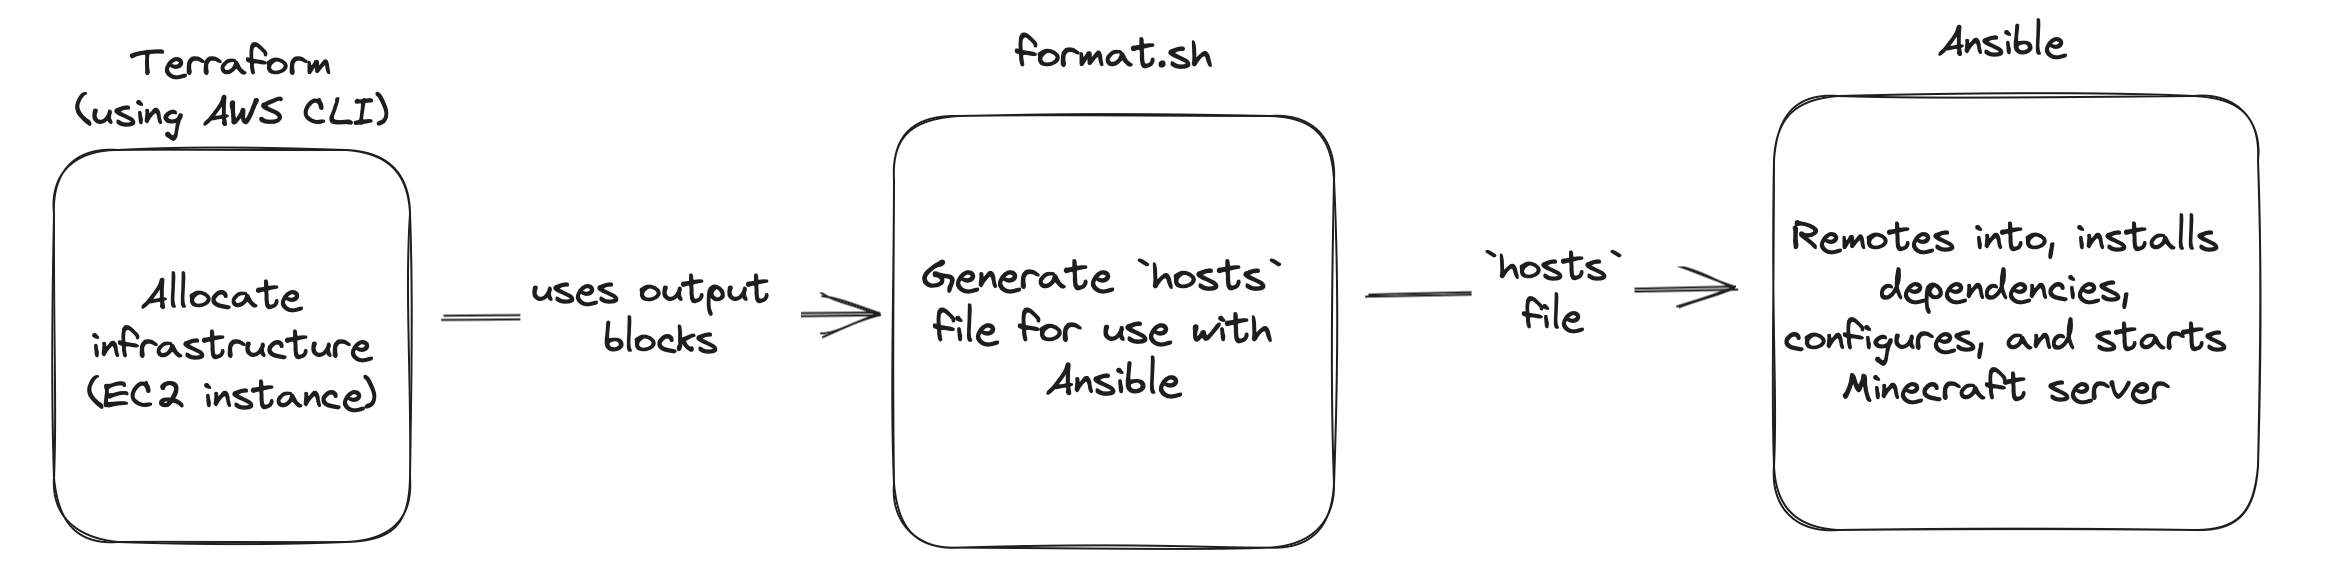 Terraform
(using AWS CLI)
Allocate
infrastructure
(EC2 instance)
uses output
blocks
format.sh
Generate `hosts`
file for use with
Ansible
`hosts`
file
Ansible
Remotes into, installs
dependencies,
configures, and starts
Minecraft server